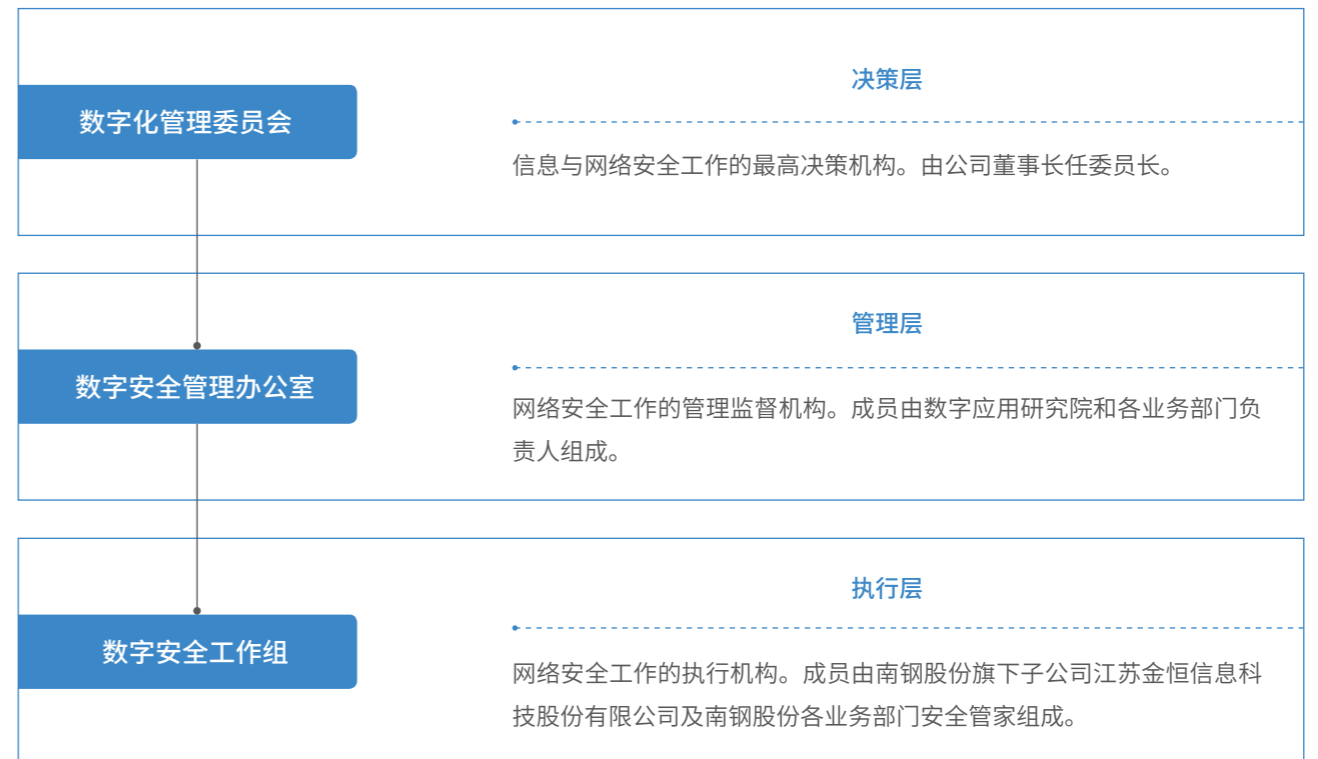 决策层
数字化管理委员会
信息与网络安全工作的最高决策机构。由公司董事长任委员长。
管理层
数字安全管理办公室
网络安全工作的管理监督机构。成员由数字应用研究院和各业务部门负
责人组成。
执行层
数字安全工作组
网络安全工作的执行机构。成员由南钢股份旗下子公司江苏金恒信息科
技股份有限公司及南钢股份各业务部门安全管家组成。